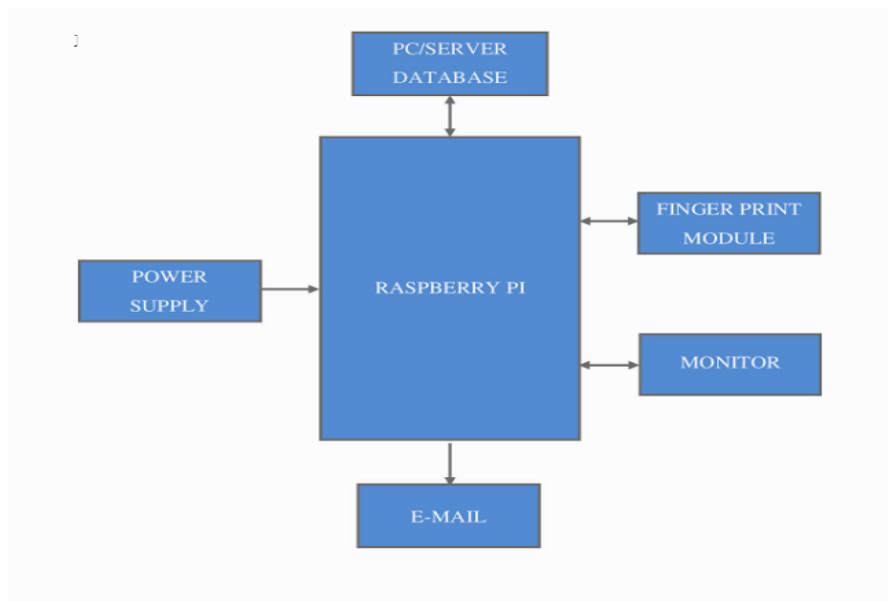 PC/SERVER
DATABASE
FINGER PRINT
MODULE
POWER
SUPPLY
RASPBERRY PI
MONITOR
E-MAIL